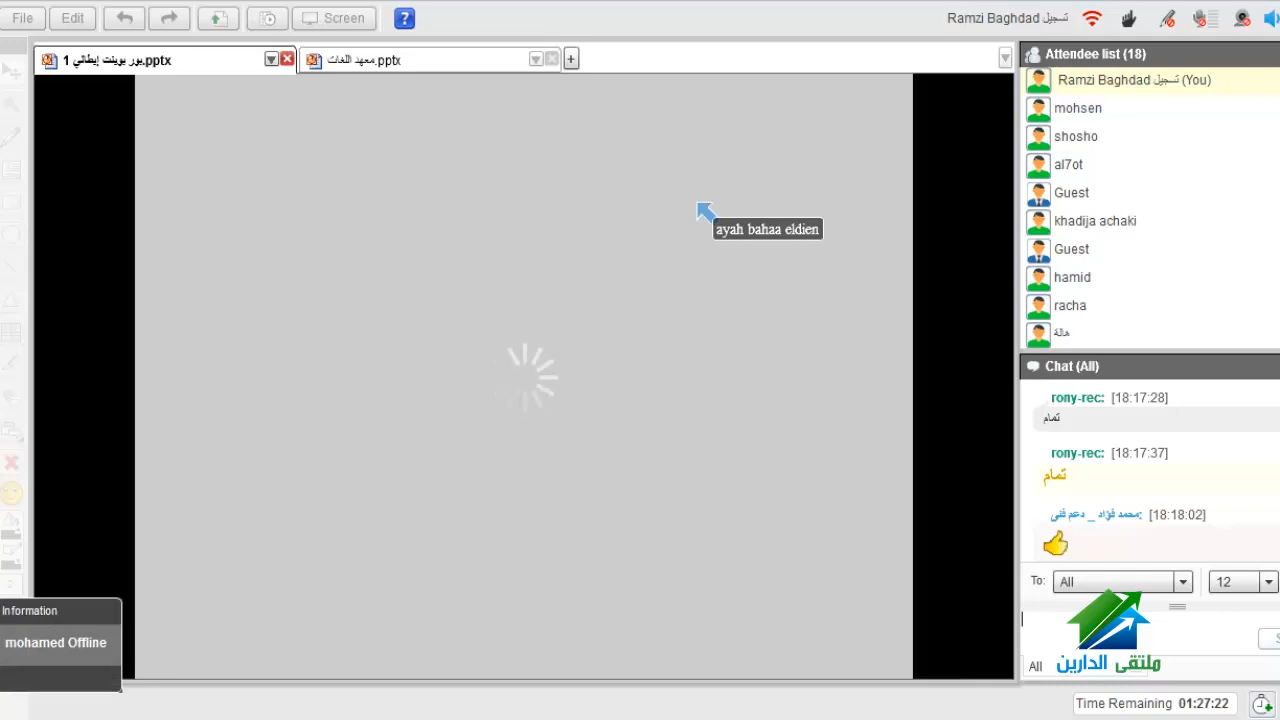 File Edit Screen ?
Ramzi Baghdad تسجيل
بور بوينت إيطالي 1.pptx
معهد اللغات.pptx
Attendee list (18)
Ramzi Baghdad تسجيل (You)
mohsen
shosho
al7ot
Guest
khadija achaki
Guest
hamid
racha
هالة
ayah bahaa eldien
Chat (All)
rony-rec: [18:17:28]
تمام
rony-rec: [18:17:37]
تمام
محمد فؤاد _ دعم فنى: [18:18:02]
To: All 12
ملتقى الدارين
All
Information
mohamed Offline
Time Remaining 01:27:22